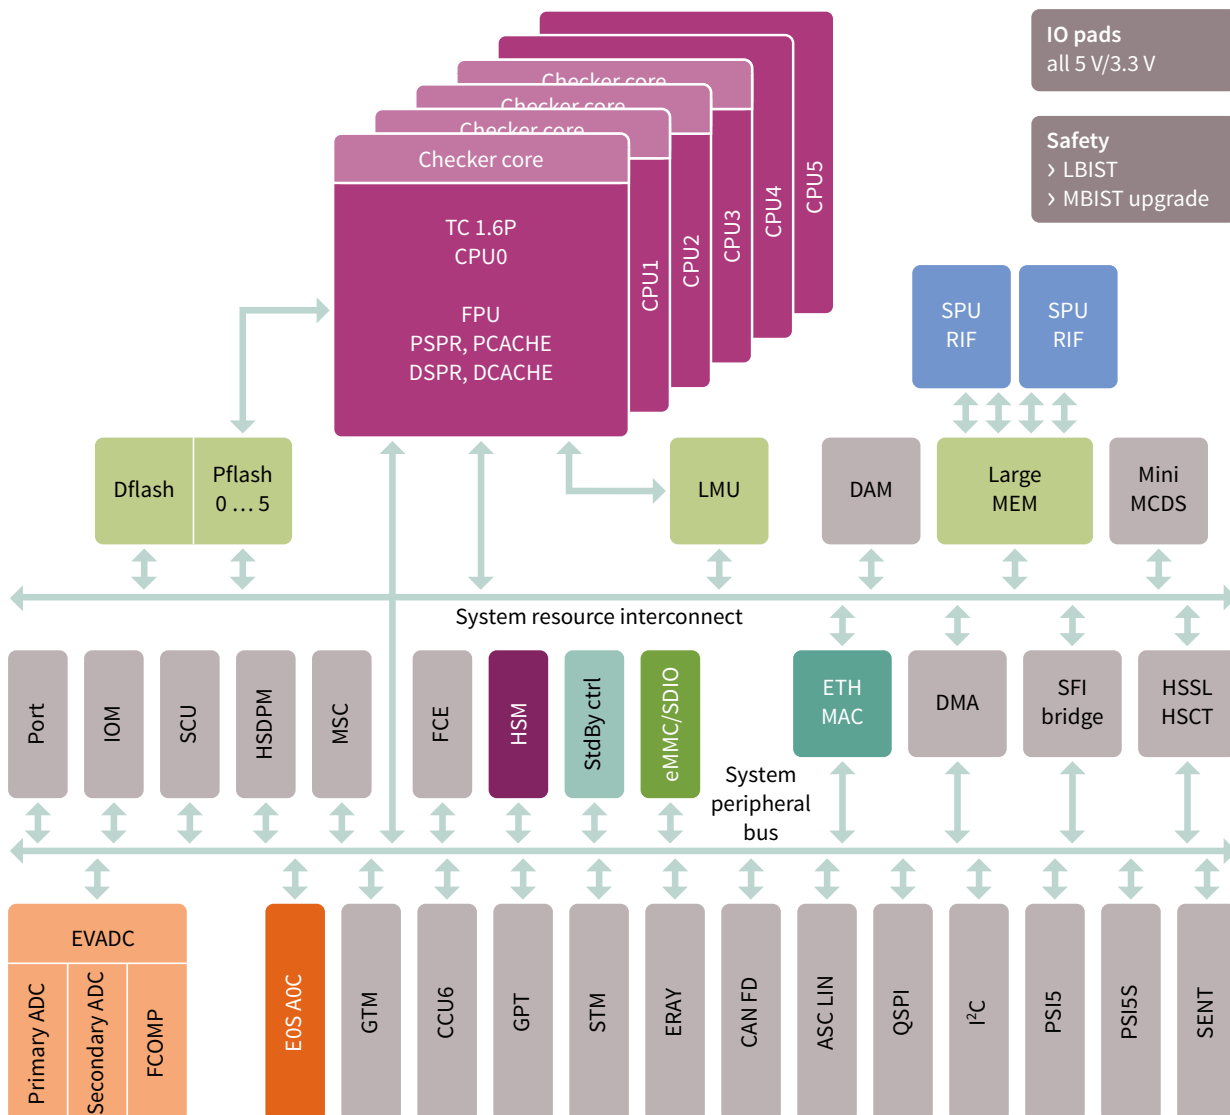 IO pads
all 5 V/3.3 V
Safety
› LBIST
› MBIST upgrade
Checker core
Checker core
Checker core
Checker core
TC 1.6P
CPU0
FPU
PSPR, PCACHE
DSPR, DCACHE
CPU1
CPU2
CPU3
CPU4
CPU5
SPU
RIF
SPU
RIF
Dflash
Pflash
0 … 5
LMU
DAM
Large
MEM
Mini
MCDS
System resource interconnect
Port
IOM
SCU
HSDPM
MSC
FCE
HSM
StdBy ctrl
eMMC/SDIO
ETH
MAC
DMA
SFI
bridge
HSSL
HSCT
System
peripheral
bus
EVADC
Primary ADC
Secondary ADC
FCOMP
E0S A0C
GTM
CCU6
GPT
STM
ERAY
CAN FD
ASC LIN
QSPI
I²C
PSI5
PSI5S
SENT